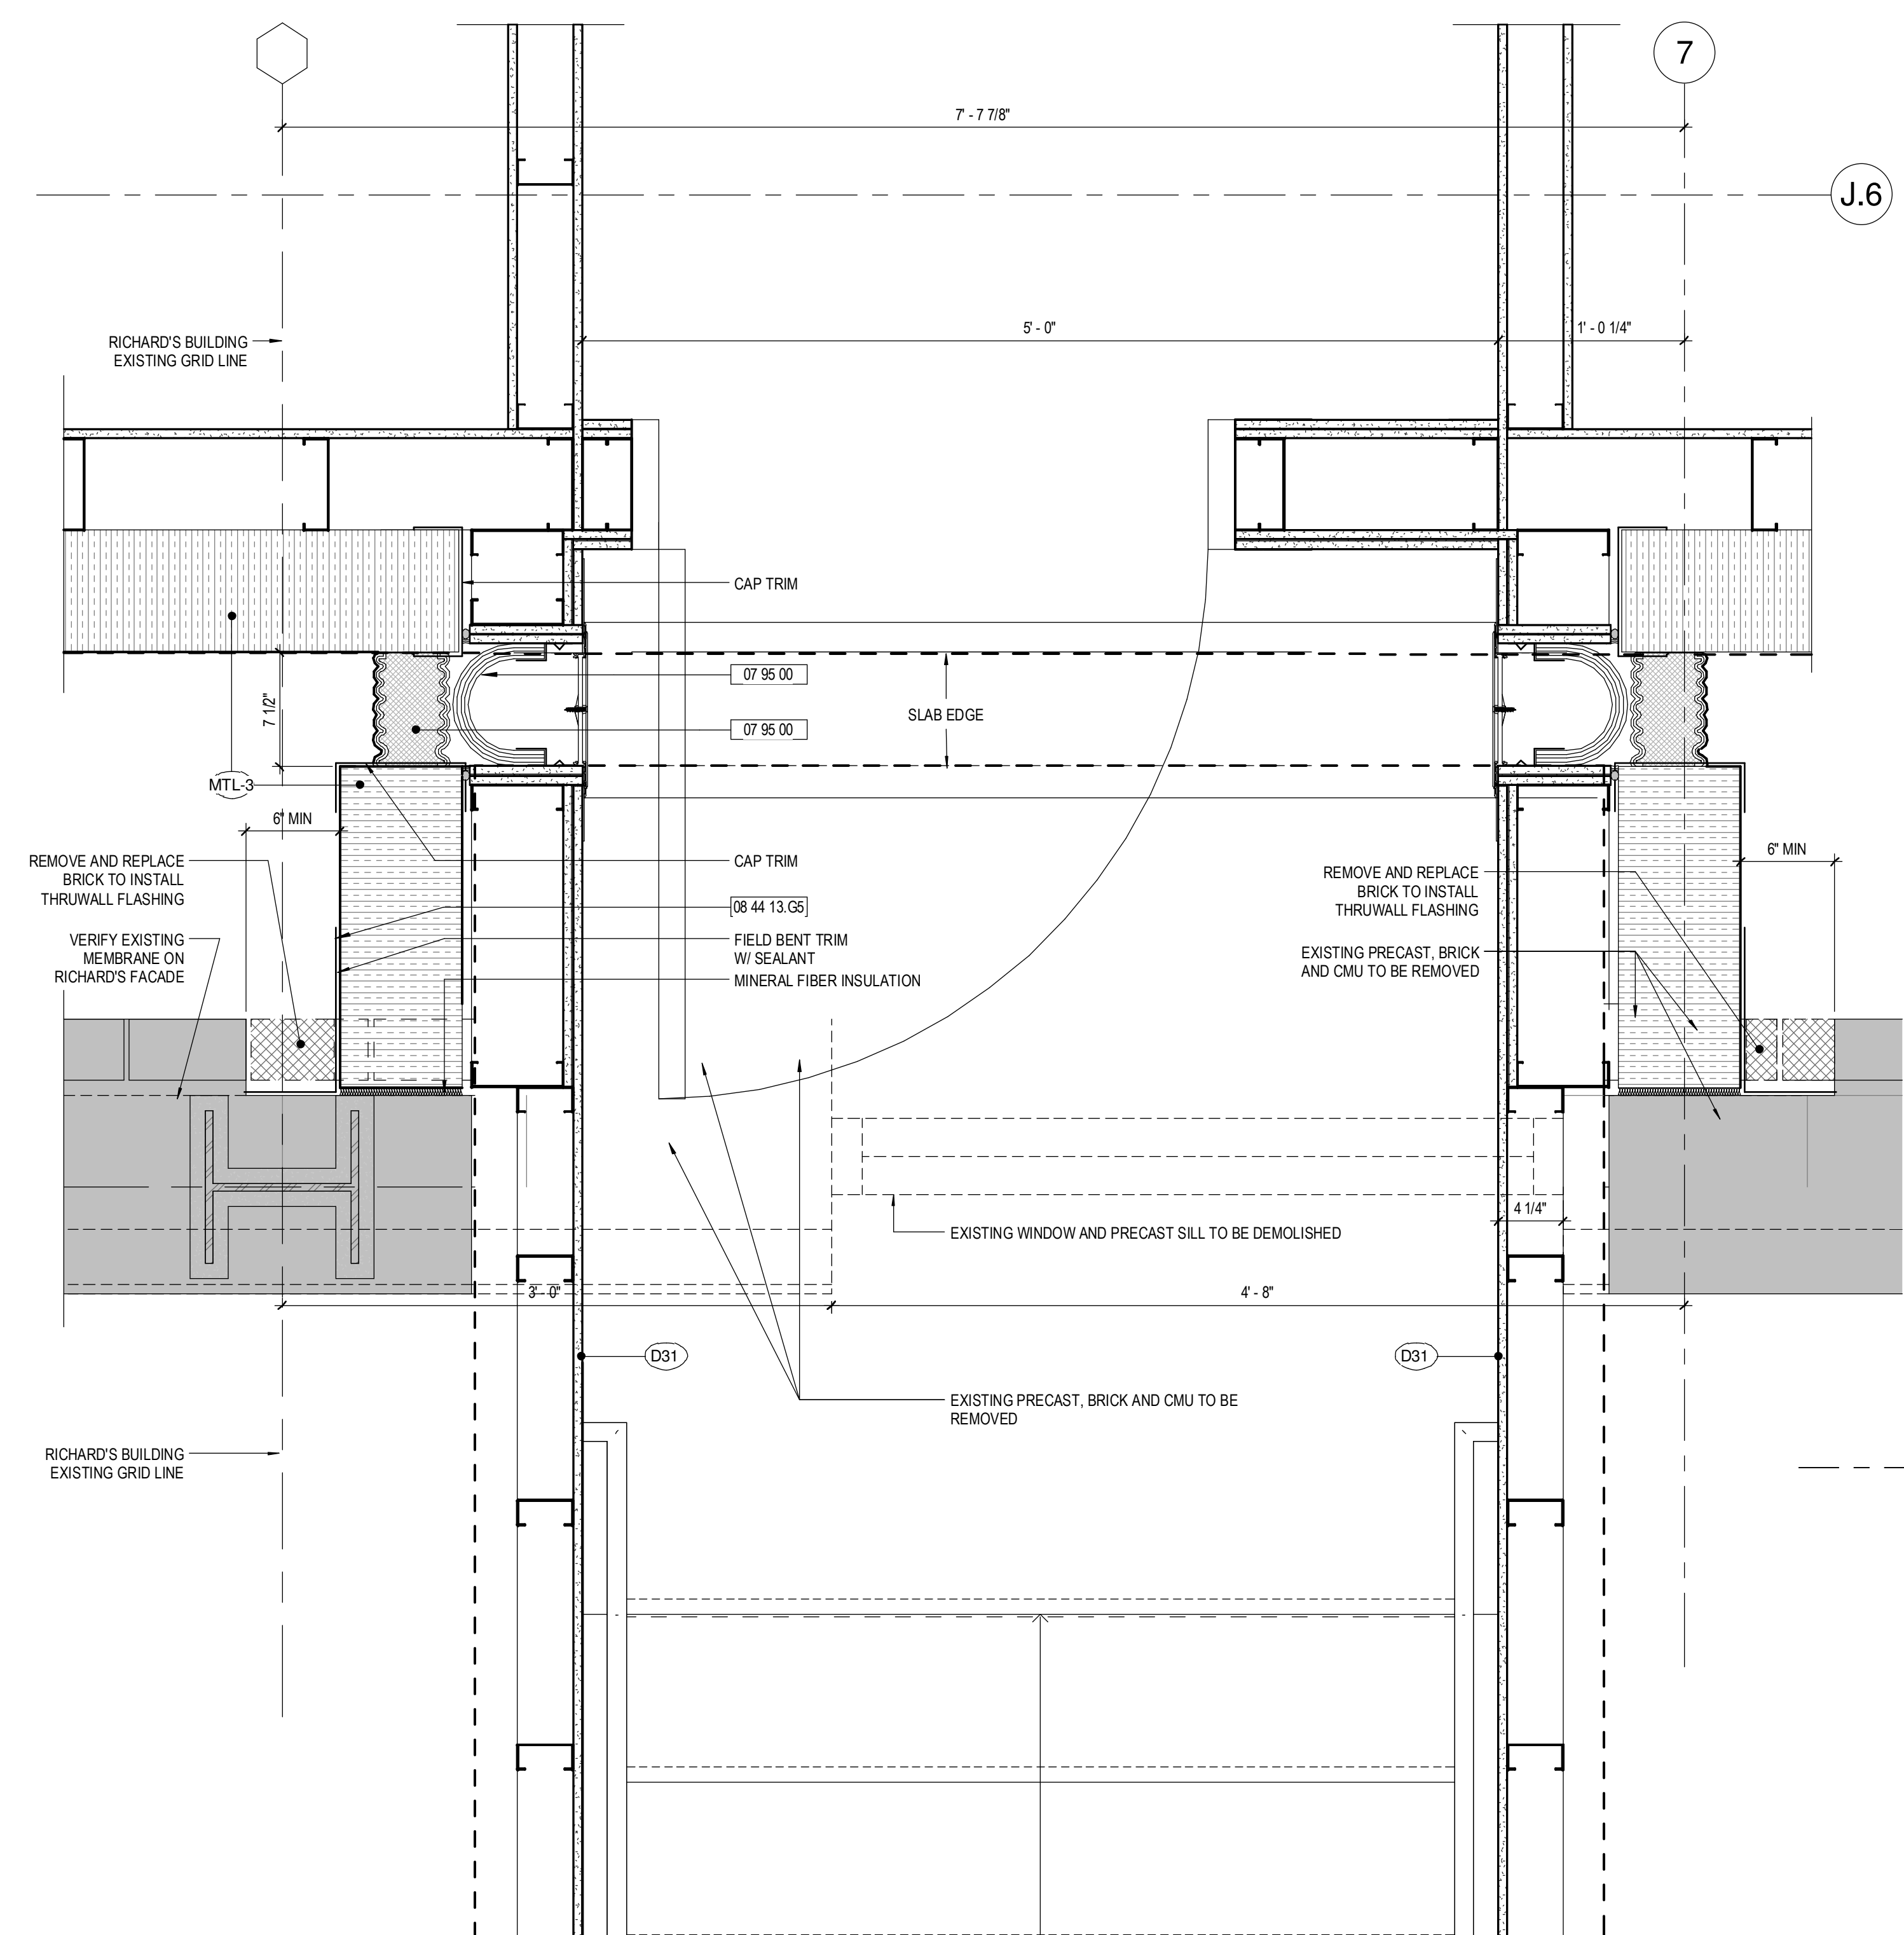 7
7' - 7 7/8"
J.6
RICHARD'S BUILDING
EXISTING GRID LINE
5' - 0"
1' - 0 1/4"
CAP TRIM
07 95 00
7 1/2"
SLAB EDGE
07 95 00
MTL-3
6" MIN
REMOVE AND REPLACE
BRICK TO INSTALL
THRUWALL FLASHING
CAP TRIM
08 44 13.G5
VERIFY EXISTING
MEMBRANE ON
RICHARD'S FACADE
FIELD BENT TRIM
W/ SEALANT
MINERAL FIBER INSULATION
6" MIN
REMOVE AND REPLACE
BRICK TO INSTALL
THRUWALL FLASHING
EXISTING PRECAST, BRICK
AND CMU TO BE REMOVED
4 1/4"
EXISTING WINDOW AND PRECAST SILL TO BE DEMOLISHED
3' - 0"
4' - 8"
D31
D31
EXISTING PRECAST, BRICK AND CMU TO BE
REMOVED
RICHARD'S BUILDING
EXISTING GRID LINE